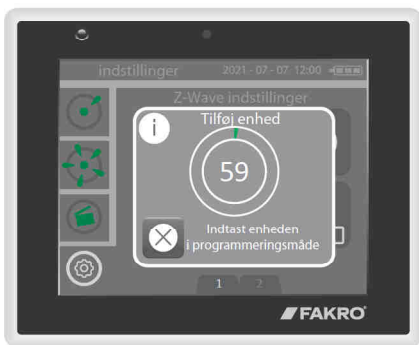 indstillinger 2021 - 07 - 07 12:00
Z-Wave indstillinger
Tilføj enhed
i
59
Indtast enheden
i programmeringsmåde
1 2
FAKRO